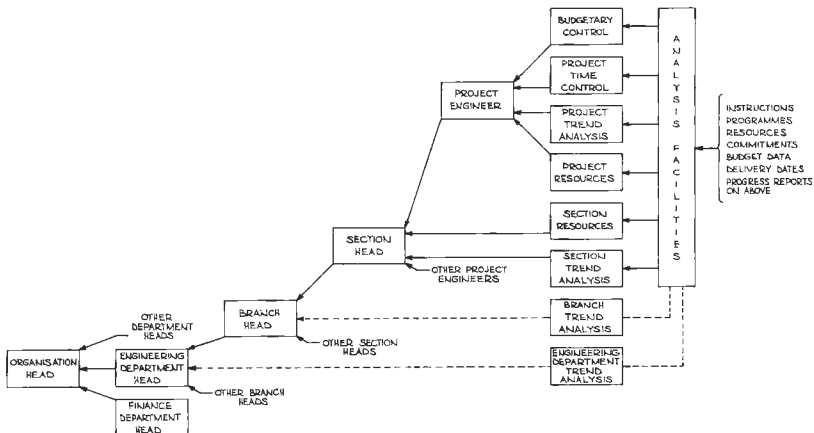 BUDGETARY
CONTROL
PROJECT
TIME
CONTROL
PROJECT
ENGINEER
PROJECT
TREND
ANALYSIS
PROJECT
RESOURCES
ANALYSIS FACILITIES
INSTRUCTIONS
PROGRAMMES
RESOURCES
COMMITMENTS
BUDGET DATA
DELIVERY DATES
PROGRESS REPORTS
ON ABOVE
SECTION
RESOURCES
SECTION
HEAD
SECTION
TREND
ANALYSIS
OTHER PROJECT
ENGINEERS
BRANCH
HEAD
BRANCH
TREND
ANALYSIS
OTHER
DEPARTMENT
HEADS
OTHER SECTION
HEADS
ORGANISATION
HEAD
ENGINEERING
DEPARTMENT
HEAD
ENGINEERING
DEPARTMENT
TREND
ANALYSIS
OTHER BRANCH
HEADS
FINANCE
DEPARTMENT
HEAD